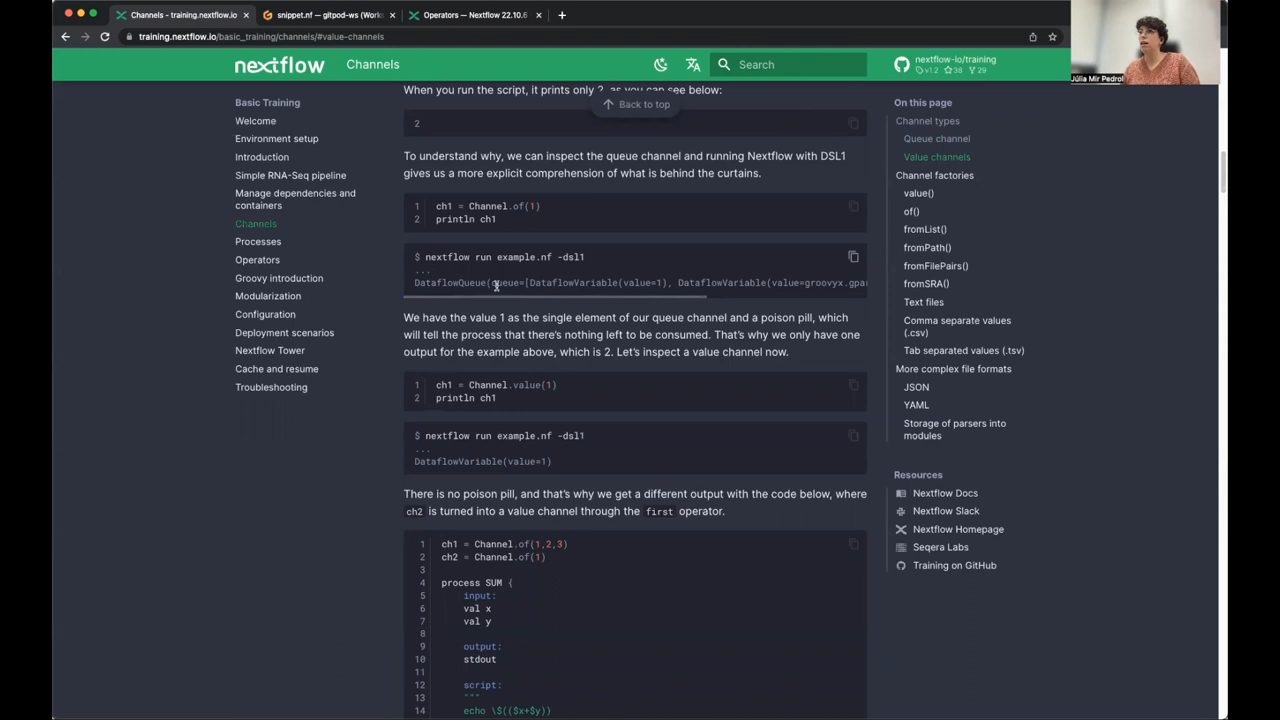 Channels - training.nextflow.io
snippet.nf — gitpod-ws (Works
Operators — Nextflow 22.10.6
training.nextflow.io/basic_training/channels/#value-channels
nextflow
Channels
Search
nextflow-io/training
v1.2 38 29
Júlia Mir Pedrol
Basic Training
Welcome
Environment setup
Introduction
Simple RNA-Seq pipeline
Manage dependencies and
containers
Channels
Processes
Operators
Groovy introduction
Modularization
Configuration
Deployment scenarios
Nextflow Tower
Cache and resume
Troubleshooting
When you run the script, it prints only 2, as you can see below:
Back to top
2
To understand why, we can inspect the queue channel and running Nextflow with DSL1
gives us a more explicit comprehension of what is behind the curtains.
1 ch1 = Channel.of(1)
2 println ch1
$ nextflow run example.nf -dsl1
...
DataflowQueue(queue=[DataflowVariable(value=1), DataflowVariable(value=groovyx.gpar
We have the value 1 as the single element of our queue channel and a poison pill, which
will tell the process that there's nothing left to be consumed. That's why we only have one
output for the example above, which is 2. Let's inspect a value channel now.
1 ch1 = Channel.value(1)
2 println ch1
$ nextflow run example.nf -dsl1
...
DataflowVariable(value=1)
There is no poison pill, and that's why we get a different output with the code below, where
ch2 is turned into a value channel through the first operator.
1 ch1 = Channel.of(1,2,3)
2 ch2 = Channel.of(1)
3
4 process SUM {
5 input:
6 val x
7 val y
8
9 output:
10 stdout
11
12 script:
13 """
14 echo \$(($x+$y))
On this page
Channel types
Queue channel
Value channels
Channel factories
value()
of()
fromList()
fromPath()
fromFilePairs()
fromSRA()
Text files
Comma separate values
(.csv)
Tab separated values (.tsv)
More complex file formats
JSON
YAML
Storage of parsers into
modules
Resources
Nextflow Docs
Nextflow Slack
Nextflow Homepage
Seqera Labs
Training on GitHub